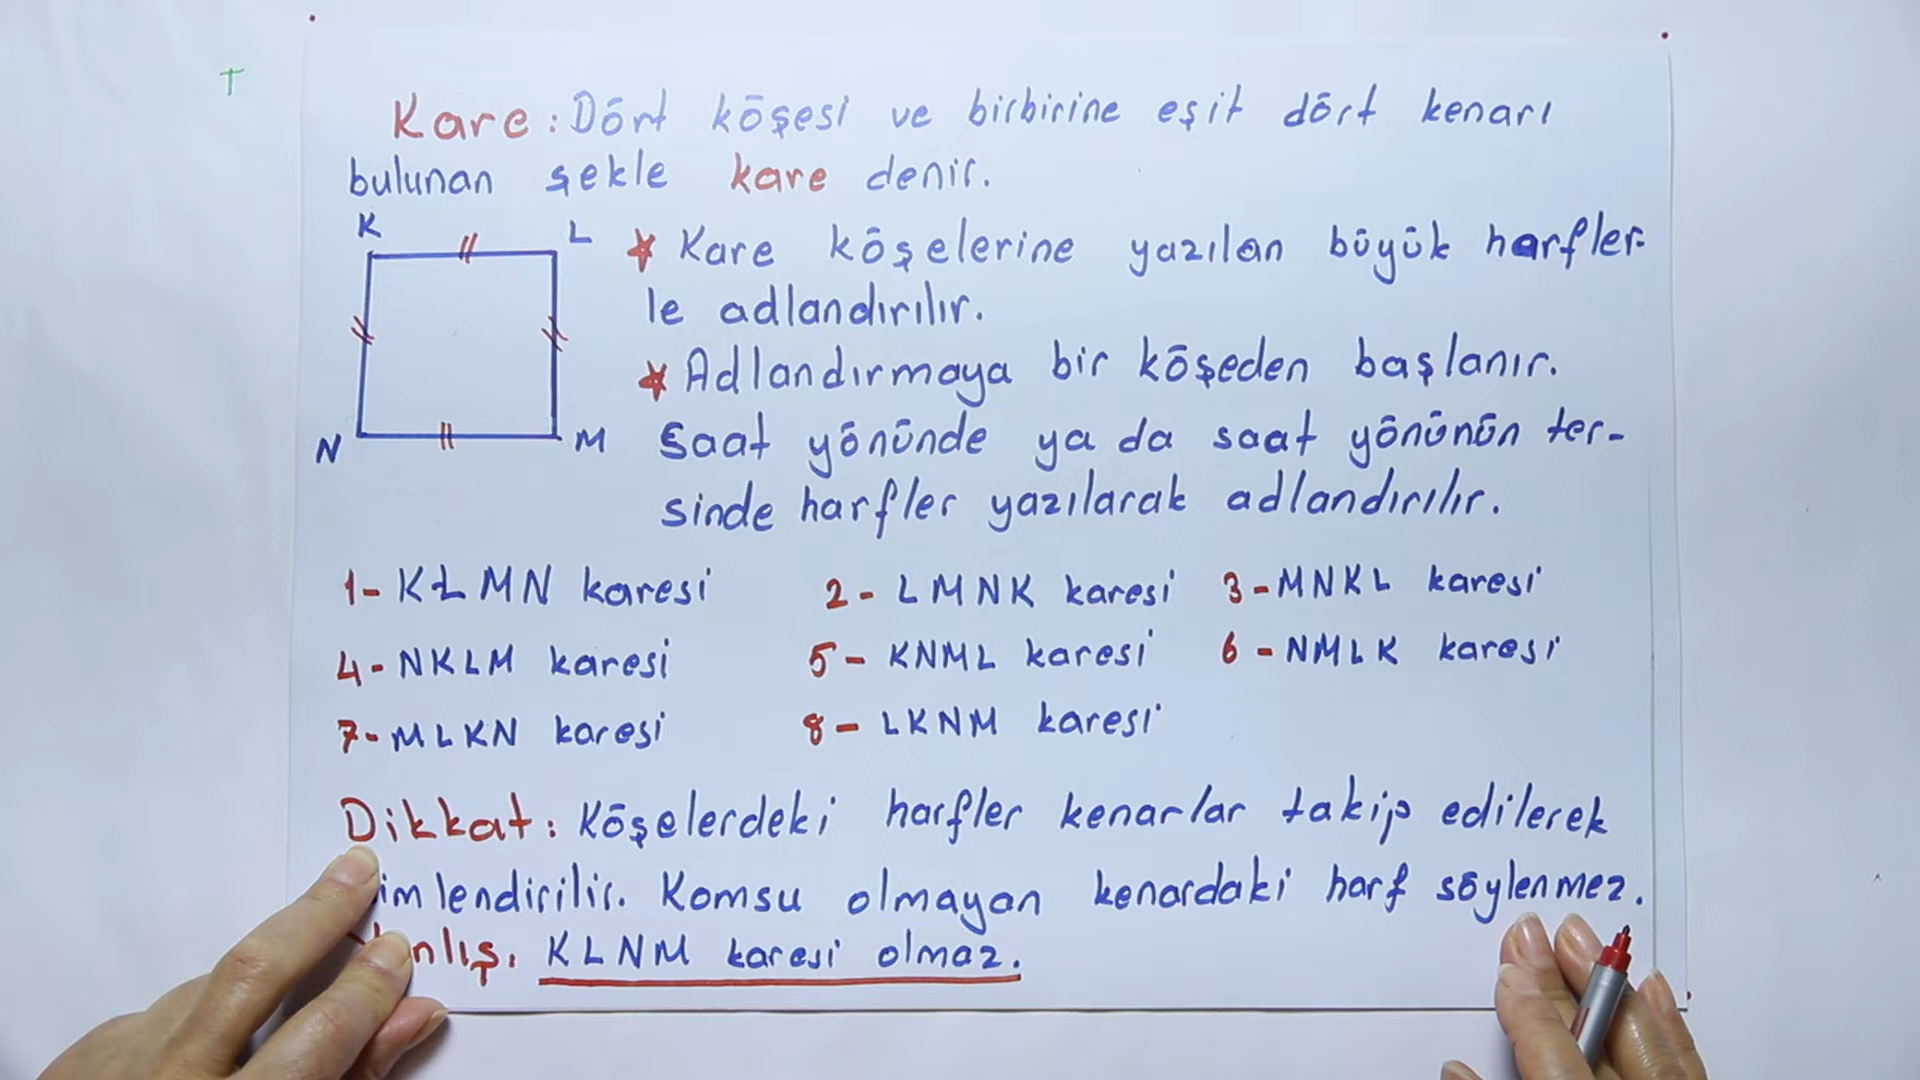 T
Kare: Dört köşesi ve birbirine eşit dört kenarı
bulunan şekle kare denir.
K
L
N
M
* Kare köşelerine yazılan büyük harfler-
le adlandırılır.
* Adlandırmaya bir köşeden başlanır.
Saat yönünde ya da saat yönünün ter-
sinde harfler yazılarak adlandırılır.
1- KLMN karesi 2- LMNK karesi 3- MNKL karesi
4- NKLM karesi 5- KNML karesi 6- NMLK karesi
7- MLKN karesi 8- LKNM karesi
Dikkat: Köşelerdeki harfler kenarlar takip edilerek
imlendirilir. Komsu olmayan kenardaki harf söylenmez.
KLNM karesi olmaz.